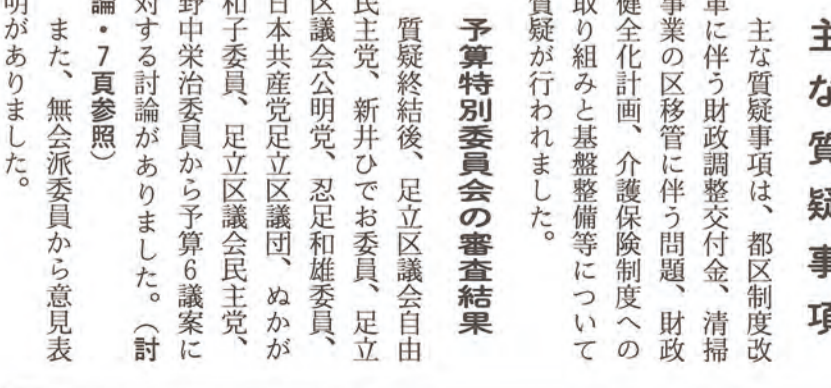 主な質疑事項
主な質疑事項は、都区制度改
革に伴う財政調整交付金、清掃
事業の区移管に伴う問題、財政
健全化計画、介護保険制度への
取り組みと基盤整備等について
質疑が行われました。
予算特別委員会の審査結果
質疑終結後、足立区議会自由
民主党、新井ひでお委員、足立
区議会公明党、忍足和雄委員、
日本共産党足立区議団、ぬかが
和子委員、足立区議会民主党、
野中栄治委員から予算6議案に
対する討論がありました。（討
論・7頁参照）
また、無会派委員から意見表
明がありました。